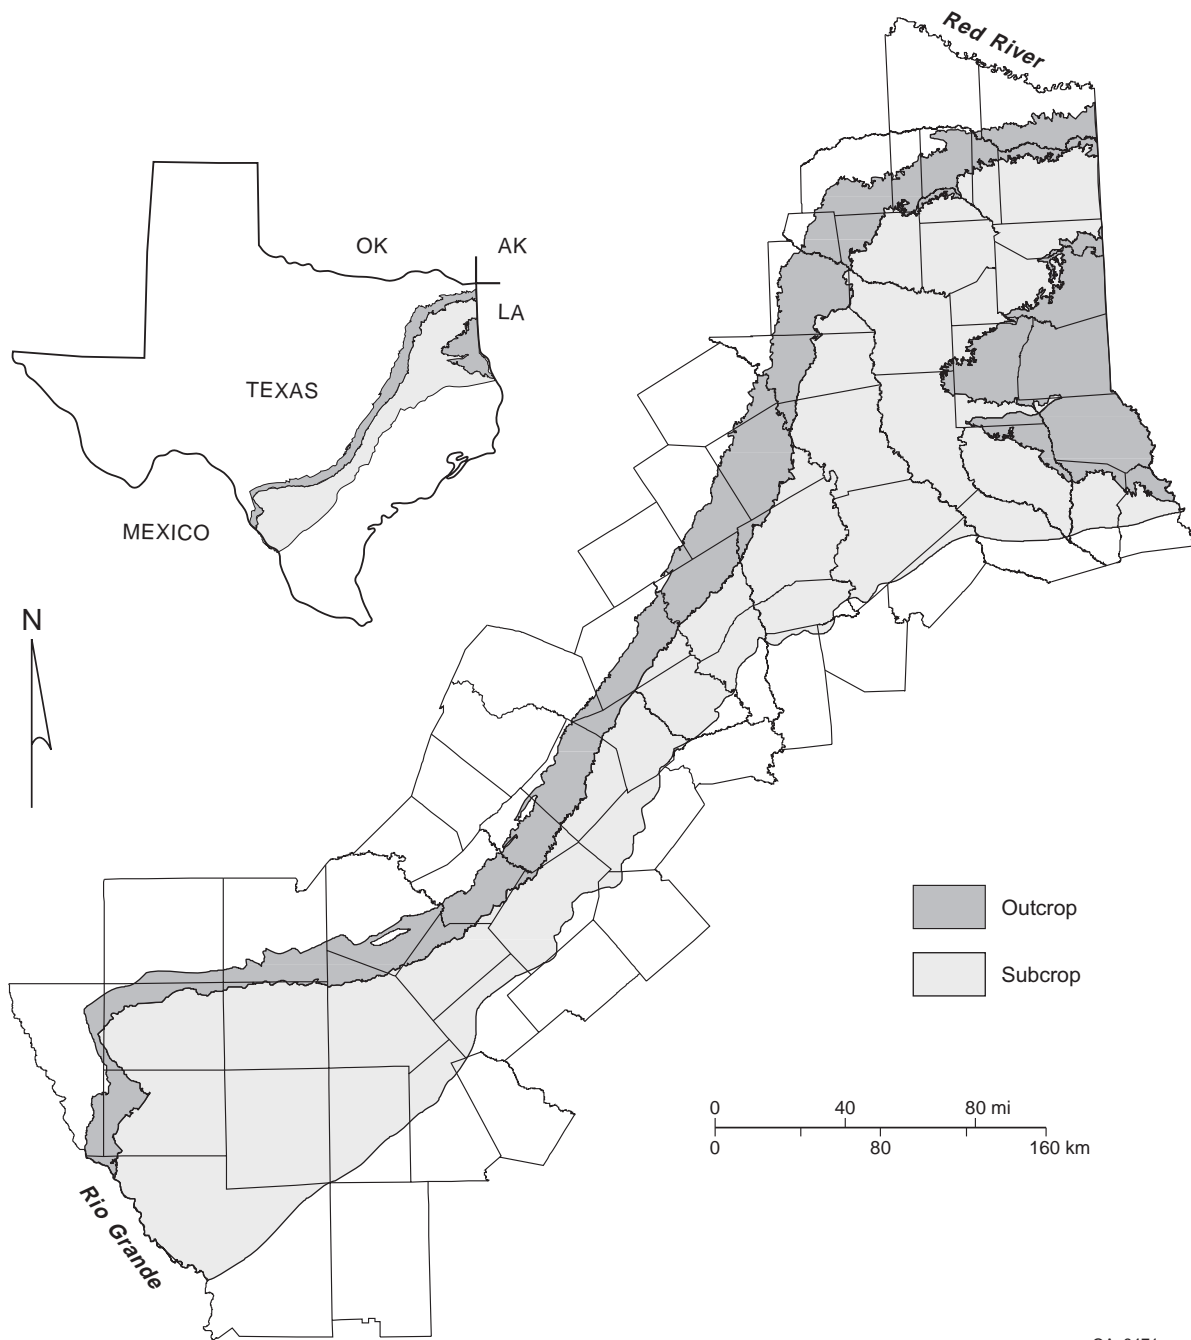 Red River
OK
AK
LA
TEXAS
MEXICO
N
Outcrop
Subcrop
0 40 80 mi
0 80 160 km
Rio Grande